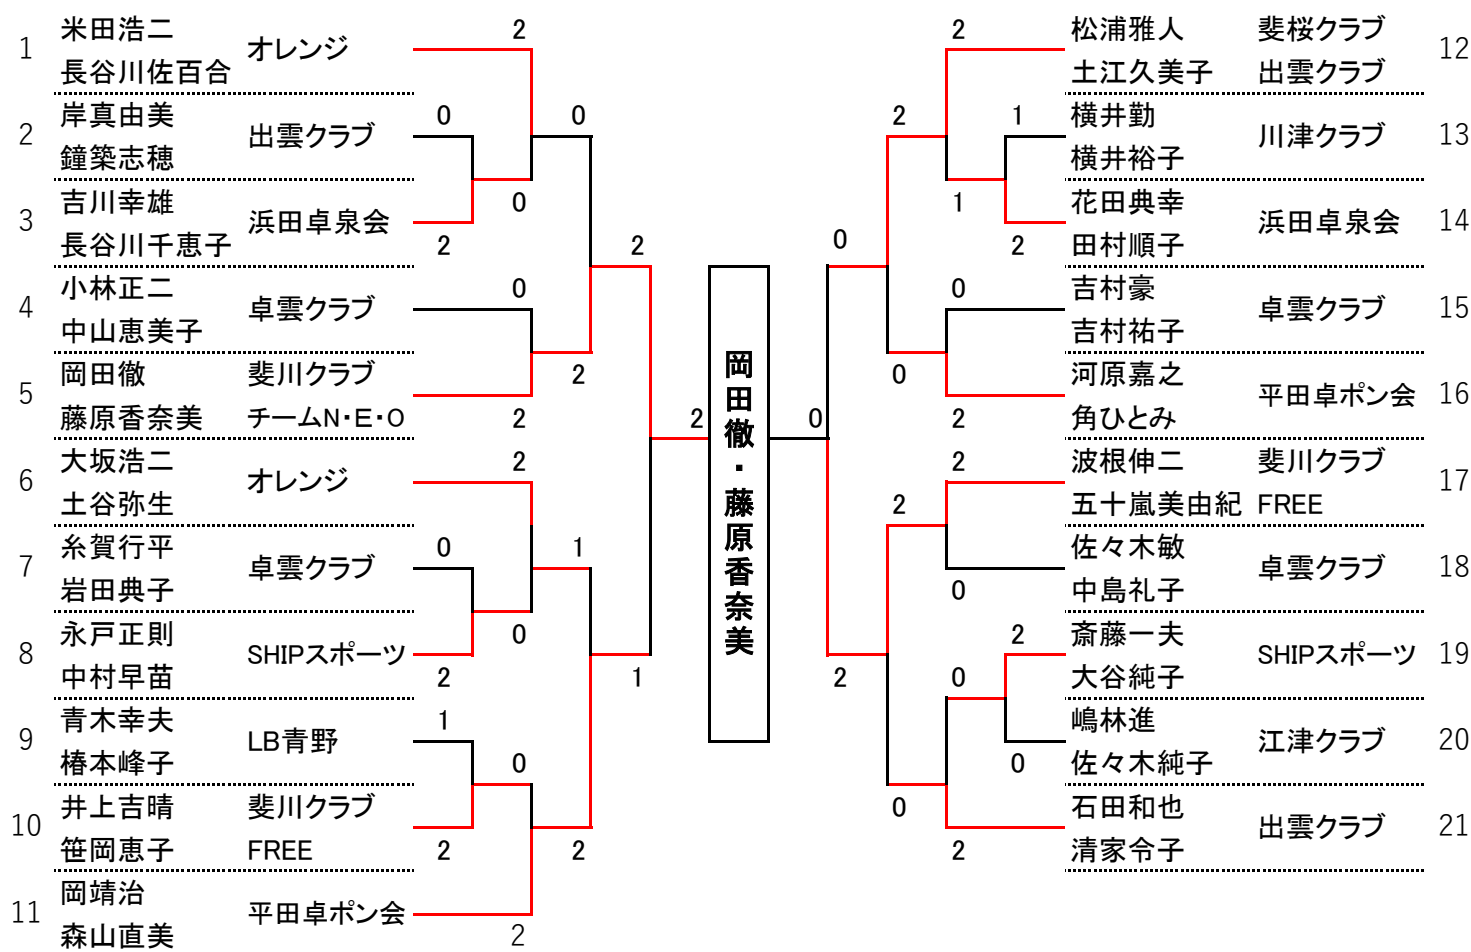 1 米田浩二 長谷川佐百合 オレンジ 2
2 岸真由美 鐘築志穂 出雲クラブ 0 0
3 吉川幸雄 長谷川千恵子 浜田卓泉会 2 0
2
4 小林正二 中山恵美子 卓雲クラブ 0
5 岡田徹 斐川クラブ
藤原香奈美 チームN・E・O 2 2
2
6 大坂浩二 土谷弥生 オレンジ 2
7 糸賀行平 岩田典子 卓雲クラブ 0 1
8 永戸正則 中村早苗 SHIPスポーツ 2 0
1
9 青木幸夫 椿本峰子 LB青野 1 0
10 井上吉晴 斐川クラブ
笹岡恵子 FREE 2 2
11 岡靖治 森山直美 平田卓ポン会 2
岡田徹・藤原香奈美
2 松浦雅人 斐桜クラブ 12
土江久美子 出雲クラブ
2 1 横井勤 横井裕子 川津クラブ 13
1 2 花田典幸 田村順子 浜田卓泉会 14
0
0 吉村豪 吉村祐子 卓雲クラブ 15
0 2 河原嘉之 角ひとみ 平田卓ポン会 16
0
2 波根伸二 斐川クラブ 17
五十嵐美由紀 FREE
2 0 佐々木敏 中島礼子 卓雲クラブ 18
2
0 2 斎藤一夫 大谷純子 SHIPスポーツ 19
0 嶋林進 佐々木純子 江津クラブ 20
0 2 石田和也 清家令子 出雲クラブ 21